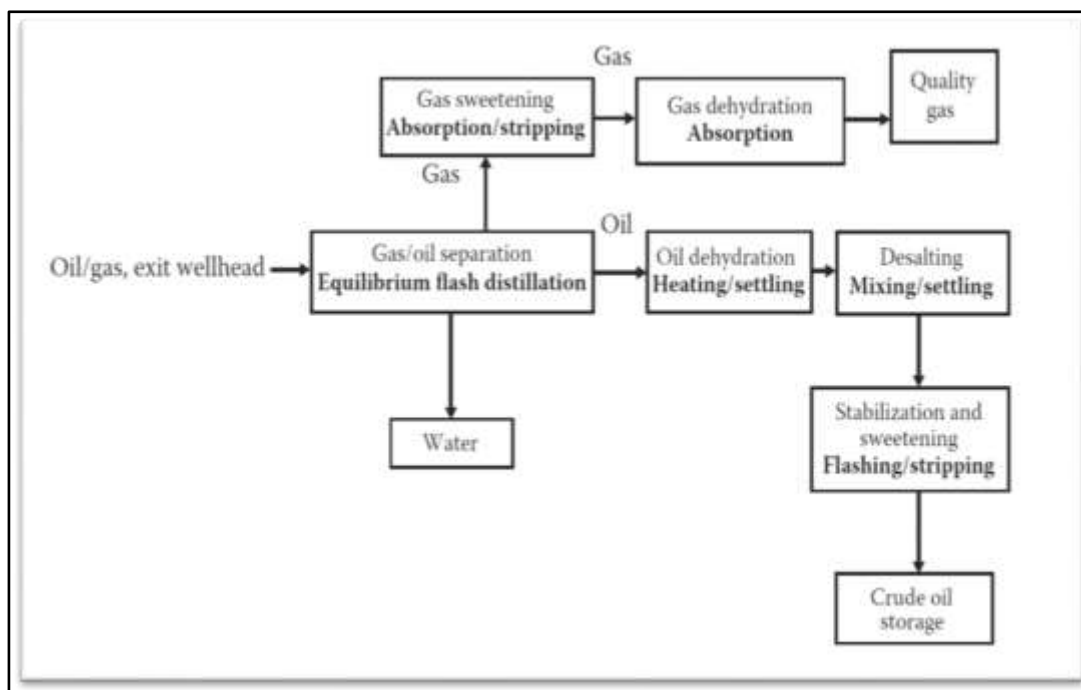 Gas
Gas sweetening
Absorption/stripping
Gas dehydration
Absorption
Quality
gas
Gas
Oil
Oil/gas, exit wellhead
Gas/oil separation
Equilibrium flash distillation
Oil dehydration
Heating/settling
Desalting
Mixing/settling
Water
Stabilization and
sweetening
Flashing/stripping
Crude oil
storage